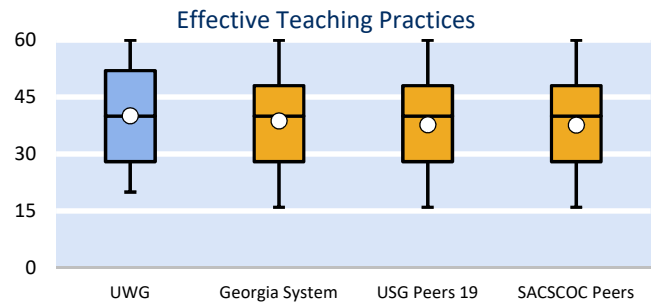 Effective Teaching Practices
60
45
30
15
0
UWG Georgia System USG Peers 19 SACSCOC Peers